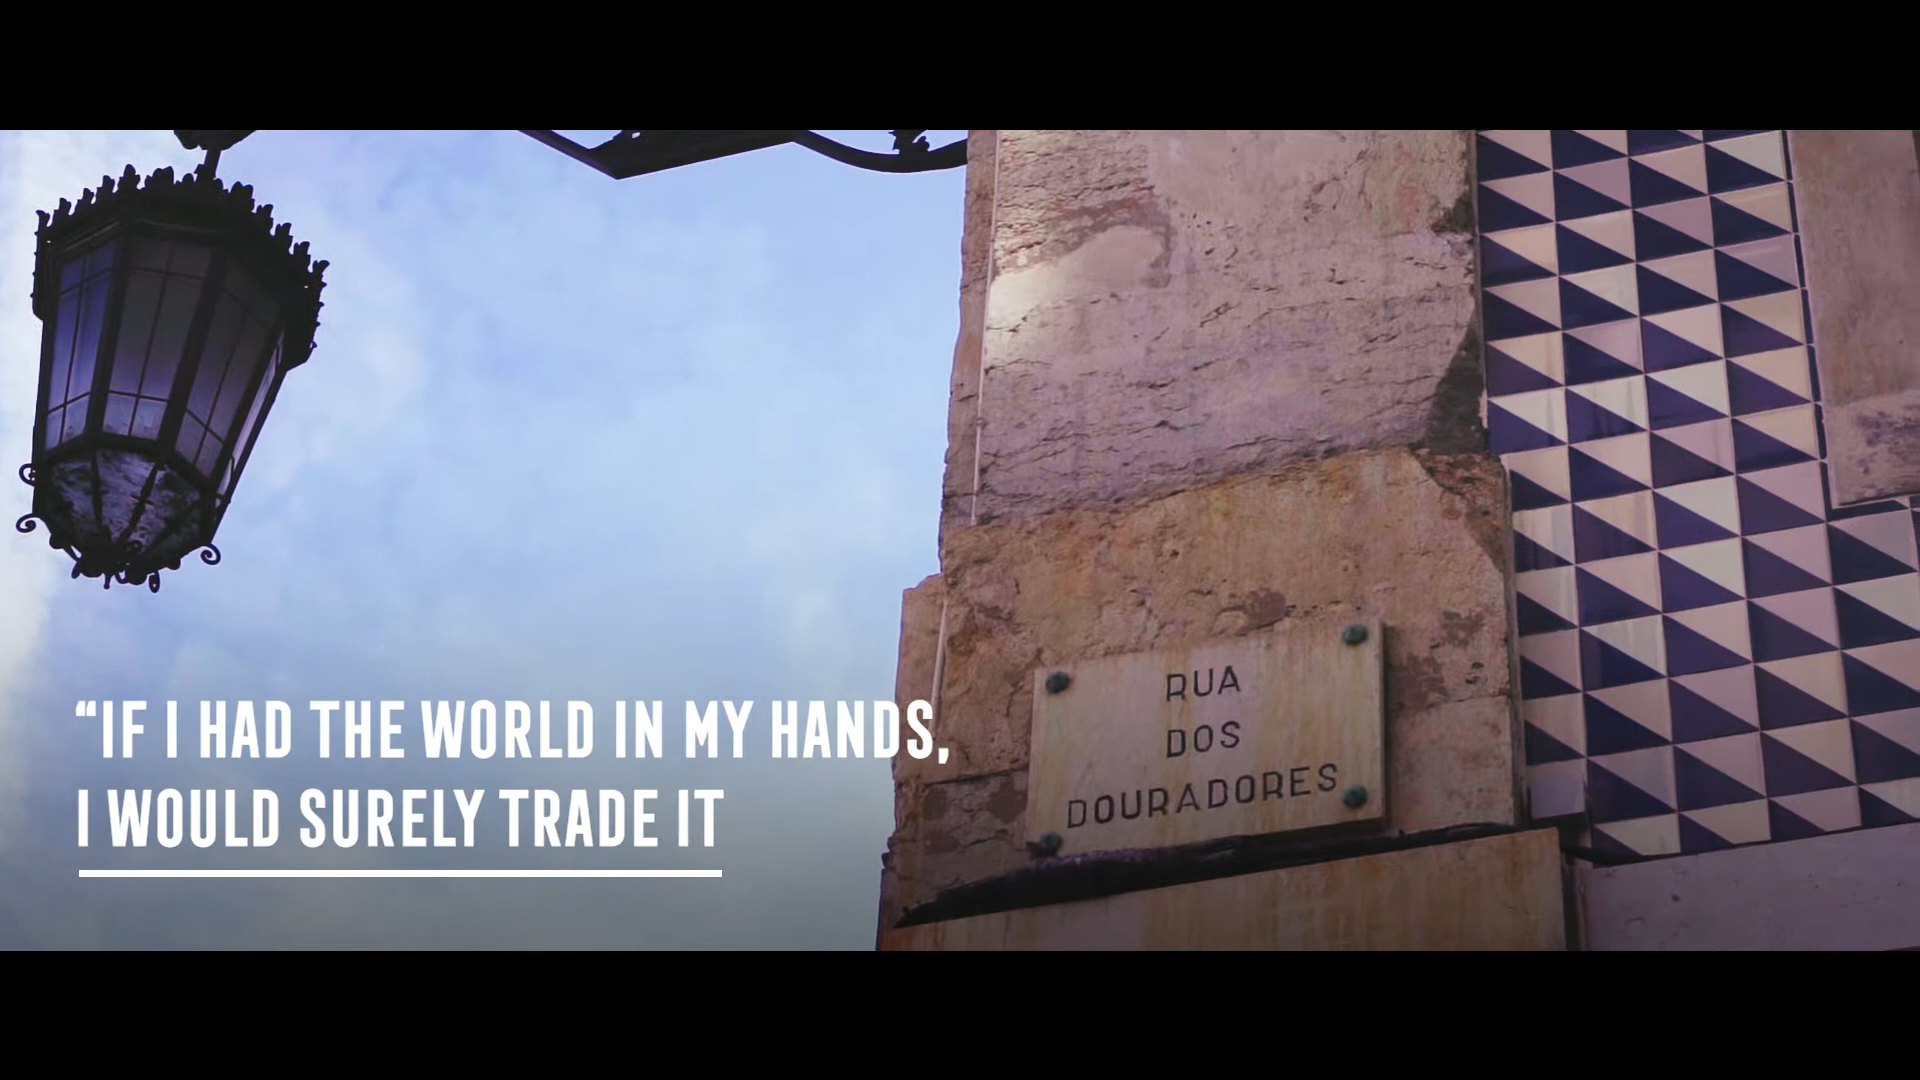 “IF I HAD THE WORLD IN MY HANDS,
I WOULD SURELY TRADE IT
RUA
DOS
DOURADORES